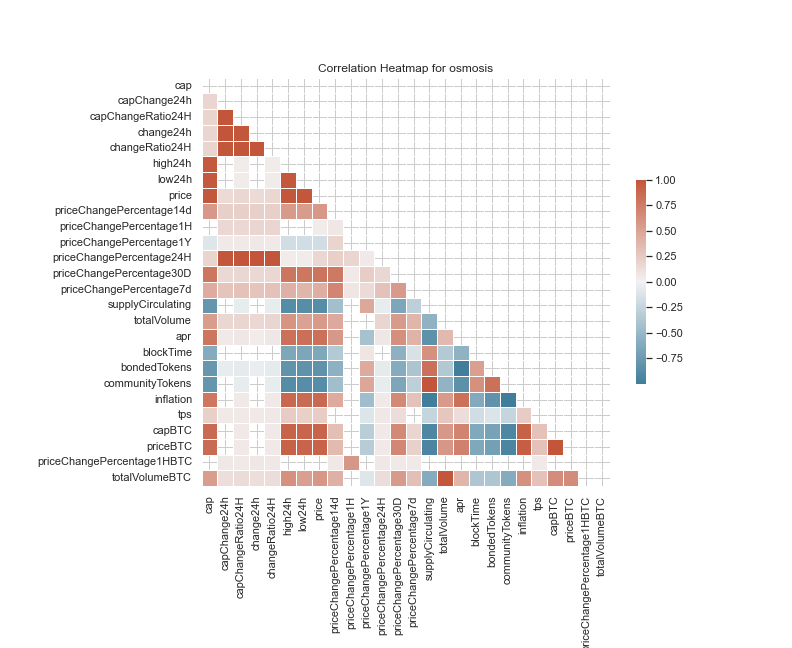 Correlation Heatmap for osmosis
cap
capChange24h
capChangeRatio24H
change24h
changeRatio24H
high24h
low24h
price
priceChangePercentage14d
priceChangePercentage1H
priceChangePercentage1Y
priceChangePercentage24H
priceChangePercentage30D
priceChangePercentage7d
supplyCirculating
totalVolume
apr
blockTime
bondedTokens
communityTokens
inflation
tps
capBTC
priceBTC
priceChangePercentage1HBTC
totalVolumeBTC
cap
capChange24h
capChangeRatio24H
change24h
changeRatio24H
high24h
low24h
price
priceChangePercentage14d
priceChangePercentage1H
priceChangePercentage1Y
priceChangePercentage24H
priceChangePercentage30D
priceChangePercentage7d
supplyCirculating
totalVolume
apr
blockTime
bondedTokens
communityTokens
inflation
tps
capBTC
priceBTC
riceChangePercentage1HBTC
totalVolumeBTC
1.00
0.75
0.50
0.25
0.00
−0.25
−0.50
−0.75